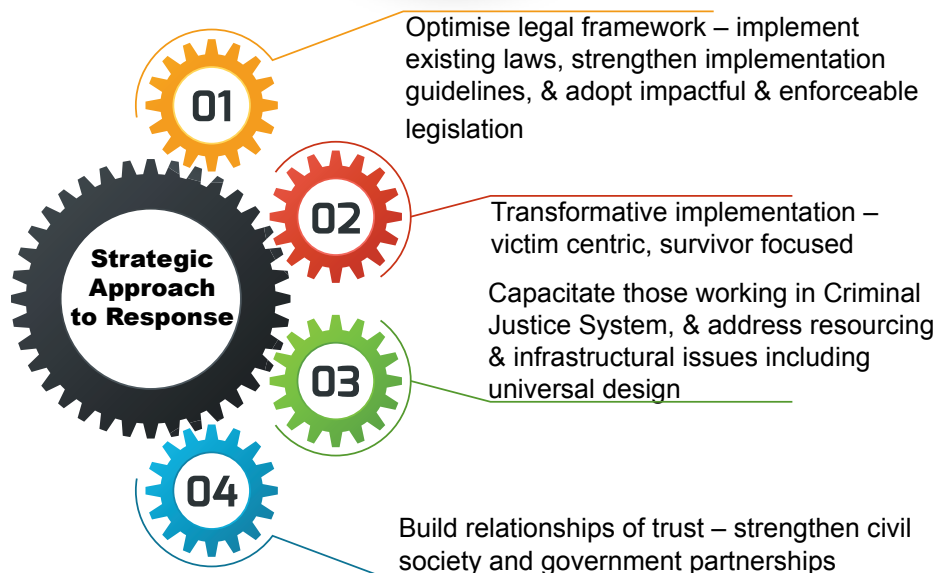 Strategic
Approach
to Response
01
Optimise legal framework – implement
existing laws, strengthen implementation
guidelines, & adopt impactful & enforceable
legislation
02
Transformative implementation –
victim centric, survivor focused
03
Capacitate those working in Criminal
Justice System, & address resourcing
& infrastructural issues including
universal design
04
Build relationships of trust – strengthen civil
society and government partnerships